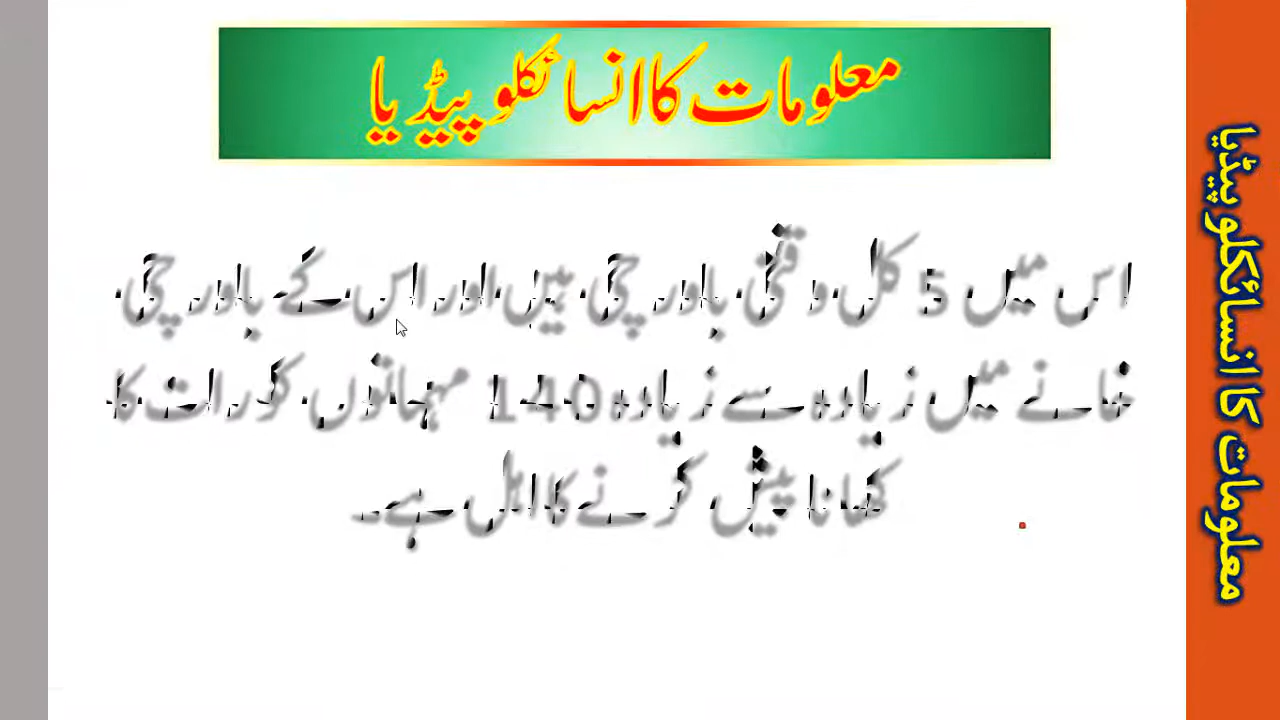 معلومات کا انسائکلوپیڈیا
اس میں 5 کل وقتی باورچی ہیں اور اس کے باورچی
خانے میں زیادہ سے زیادہ 140 مہمانوں کو رات کا
کھانا پیش کرنے کا اہل ہے۔
معلومات کا انسائکلوپیڈیا